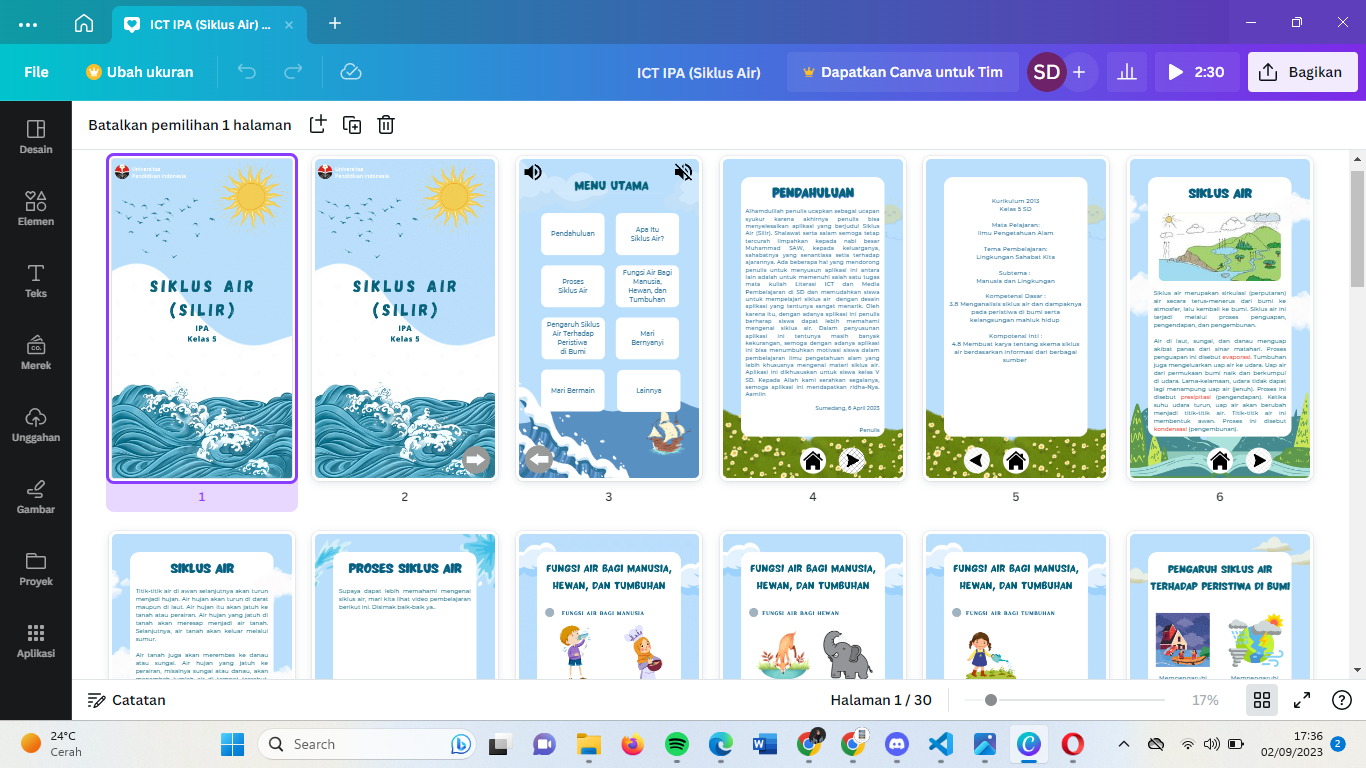 ICT IPA (Siklus Air) ...
File
Ubah ukuran
ICT IPA (Siklus Air)
Dapatkan Canva untuk Tim
SD
2:30
Bagikan
Desain
Elemen
Teks
Merek
Unggahan
Gambar
Proyek
Aplikasi
Batalkan pemilihan 1 halaman
Universitas
Pendidikan Indonesia
SIKLUS AIR
(SILIR)
IPA
Kelas 5
1
Universitas
Pendidikan Indonesia
SIKLUS AIR
(SILIR)
IPA
Kelas 5
2
MENU UTAMA
Pendahuluan
Apa Itu
Siklus Air?
Proses
Siklus Air
Fungsi Air Bagi
Manusia,
Hewan, dan
Tumbuhan
Pengaruh Siklus
Air Terhadap
Peristiwa
di Bumi
Mari
Bernyanyi
Mari Bermain
Lainnya
3
PENDAHULUAN
Alhamdulillah penulis ucapkan sebagai ucapan
syukur karena akhirnya penulis bisa
menyelesaikan aplikasi yang berjudul Siklus
Air (Silir). Shalawat serta salam semoga tetap
tercurah limpahkan kepada nabi besar
Muhammad SAW, kepada keluarganya,
sahabatnya yang senantiasa setia terhadap
ajarannya. Ada beberapa hal yang mendorong
penulis untuk menyusun aplikasi ini antara
lain adalah untuk memenuhi salah satu tugas
mata kuliah Literasi ICT dan Media
Pembelajaran di SD dan memudahkan siswa
untuk mempelajari siklus air dengan desain
aplikasi yang tentunya sangat menarik. Oleh
karena itu, dengan adanya aplikasi ini penulis
berharap siswa dapat lebih memahami
mengenai siklus air. Dalam penyusunan
aplikasi ini tentunya masih banyak
kekurangan, semoga dengan adanya aplikasi
ini bisa menumbuhkan motivasi siswa dalam
pembelajaran ilmu pengetahuan alam yang
lebih khususnya mengenai materi siklus air.
Aplikasi ini dikhususkan untuk siswa kelas V
SD. Kepada Allah kami serahkan segalanya,
semoga aplikasi ini mendapatkan ridha-Nya.
Aamiin
Sumedang, 6 April 2023
Penulis
4
Kurikulum 2013
Kelas 5 SD
Mata Pelajaran:
Ilmu Pengetahuan Alam
Tema Pembelajaran:
Lingkungan Sahabat Kita
Subtema :
Manusia dan Lingkungan
Kompetensi Dasar :
3.8 Menganalisis siklus air dan dampaknya
pada peristiwa di bumi serta
kelangsungan mahluk hidup
Kompotensi Inti :
4.8 Membuat karya tentang skema siklus
air berdasarkan informasi dari berbagai
sumber
5
SIKLUS AIR
Siklus air merupakan sirkulasi (perputaran)
air secara terus-menerus dari bumi ke
atmosfer, lalu kembali ke bumi. Siklus air ini
terjadi melalui proses penguapan,
pengendapan, dan pengembunan.
Air di laut, sungai, dan danau menguap
akibat panas dari sinar matahari. Proses
penguapan ini disebut evaporasi. Tumbuhan
juga mengeluarkan uap air ke udara. Uap air
dari permukaan bumi naik dan berkumpul
di udara. Lama-kelamaan, udara tidak dapat
lagi menampung uap air (jenuh). Proses ini
disebut presipitasi (pengendapan). Ketika
suhu udara turun, uap air akan berubah
menjadi titik-titik air. Titik-titik air ini
membentuk awan. Proses ini disebut
kondensasi (pengembunan).
6
SIKLUS AIR
Titik-titik air di awan selanjutnya akan turun
menjadi hujan. Air hujan akan turun di darat
maupun di laut. Air hujan itu akan jatuh ke
tanah atau perairan. Air hujan yang jatuh di
tanah akan meresap menjadi air tanah.
Selanjutnya, air tanah akan keluar melalui
sumur.
Air tanah juga akan merembes ke danau
atau sungai. Air hujan yang jatuh ke
perairan, misalnya sungai atau danau, akan
PROSES SIKLUS AIR
Supaya dapat lebih memahami mengenai
siklus air, mari kita lihat video pembelajaran
berikut ini. Disimak baik-baik ya..
FUNGSI AIR BAGI MANUSIA,
HEWAN, DAN TUMBUHAN
FUNGSI AIR BAGI MANUSIA
FUNGSI AIR BAGI MANUSIA,
HEWAN, DAN TUMBUHAN
FUNGSI AIR BAGI HEWAN
FUNGSI AIR BAGI MANUSIA,
HEWAN, DAN TUMBUHAN
FUNGSI AIR BAGI TUMBUHAN
PENGARUH SIKLUS AIR
TERHADAP PERISTIWA DI BUMI
Catatan
Halaman 1 / 30
17%
24°C
Cerah
Search
17:36
02/09/2023
2